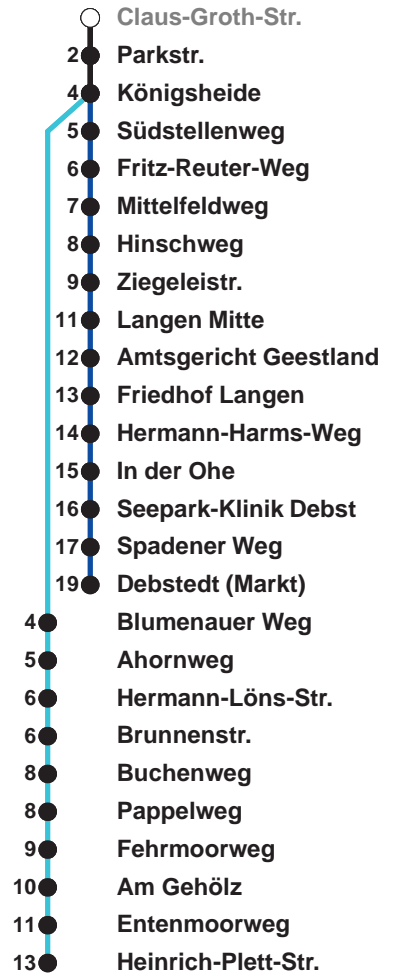 Claus-Groth-Str.
2 Parkstr.
4 Königsheide
5 Südstellenweg
6 Fritz-Reuter-Weg
7 Mittelfeldweg
8 Hinschweg
9 Ziegeleistr.
11 Langen Mitte
12 Amtsgericht Geestland
13 Friedhof Langen
14 Hermann-Harms-Weg
15 In der Ohe
16 Seepark-Klinik Debst
17 Spadener Weg
19 Debstedt (Markt)
4 Blumenauer Weg
5 Ahornweg
6 Hermann-Löns-Str.
6 Brunnenstr.
8 Buchenweg
8 Pappelweg
9 Fehrmoorweg
10 Am Gehölz
11 Entenmoorweg
13 Heinrich-Plett-Str.